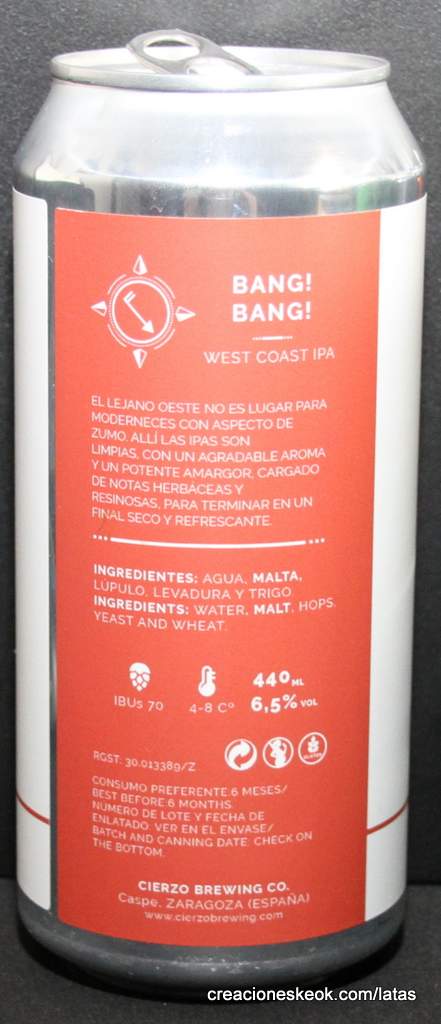 BANG!
BANG!
WEST COAST IPA
EL LEJANO OESTE NO ES LUGAR PARA
MODERNECES CON ASPECTO DE
ZUMO. ALLÍ LAS IPAS SON
LIMPIAS, CON UN AGRADABLE AROMA
Y UN POTENTE AMARGOR, CARGADO
DE NOTAS HERBÁCEAS Y
RESINOSAS, PARA TERMINAR EN UN
FINAL SECO Y REFRESCANTE.
INGREDIENTES: AGUA, MALTA,
LÚPULO, LEVADURA Y TRIGO
INGREDIENTS: WATER, MALT, HOPS,
YEAST AND WHEAT.
IBUs 70
4-8 Cº
440 ML
6,5% VOL
RGST: 30.013389/Z
GLUTEN
CONSUMO PREFERENTE:6 MESES/
BEST BEFORE:6 MONTHS.
NÚMERO DE LOTE Y FECHA DE
ENLATADO: VER EN EL ENVASE/
BATCH AND CANNING DATE: CHECK ON
THE BOTTOM.
CIERZO BREWING CO.
Caspe, ZARAGOZA (ESPAÑA)
www.cierzobrewing.com
creacioneskeok.com/latas